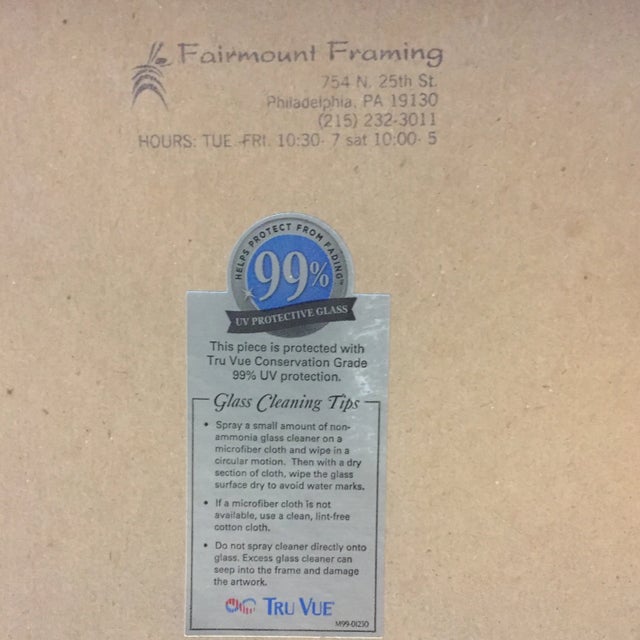 Fairmount Framing
754 N. 25th St.
Philadelphia, PA 19130
(215) 232-3011
HOURS: TUE-FRI. 10:30- 7 sat 10:00- 5
HELPS PROTECT FROM FADING™
99%
UV PROTECTIVE GLASS
This piece is protected with
Tru Vue Conservation Grade
99% UV protection.
Glass Cleaning Tips
• Spray a small amount of non-
ammonia glass cleaner on a
microfiber cloth and wipe in a
circular motion. Then with a dry
section of cloth, wipe the glass
surface dry to avoid water marks.
• If a microfiber cloth is not
available, use a clean, lint-free
cotton cloth.
• Do not spray cleaner directly onto
glass. Excess glass cleaner can
seep into the frame and damage
the artwork.
TRU VUE®
M99-01210